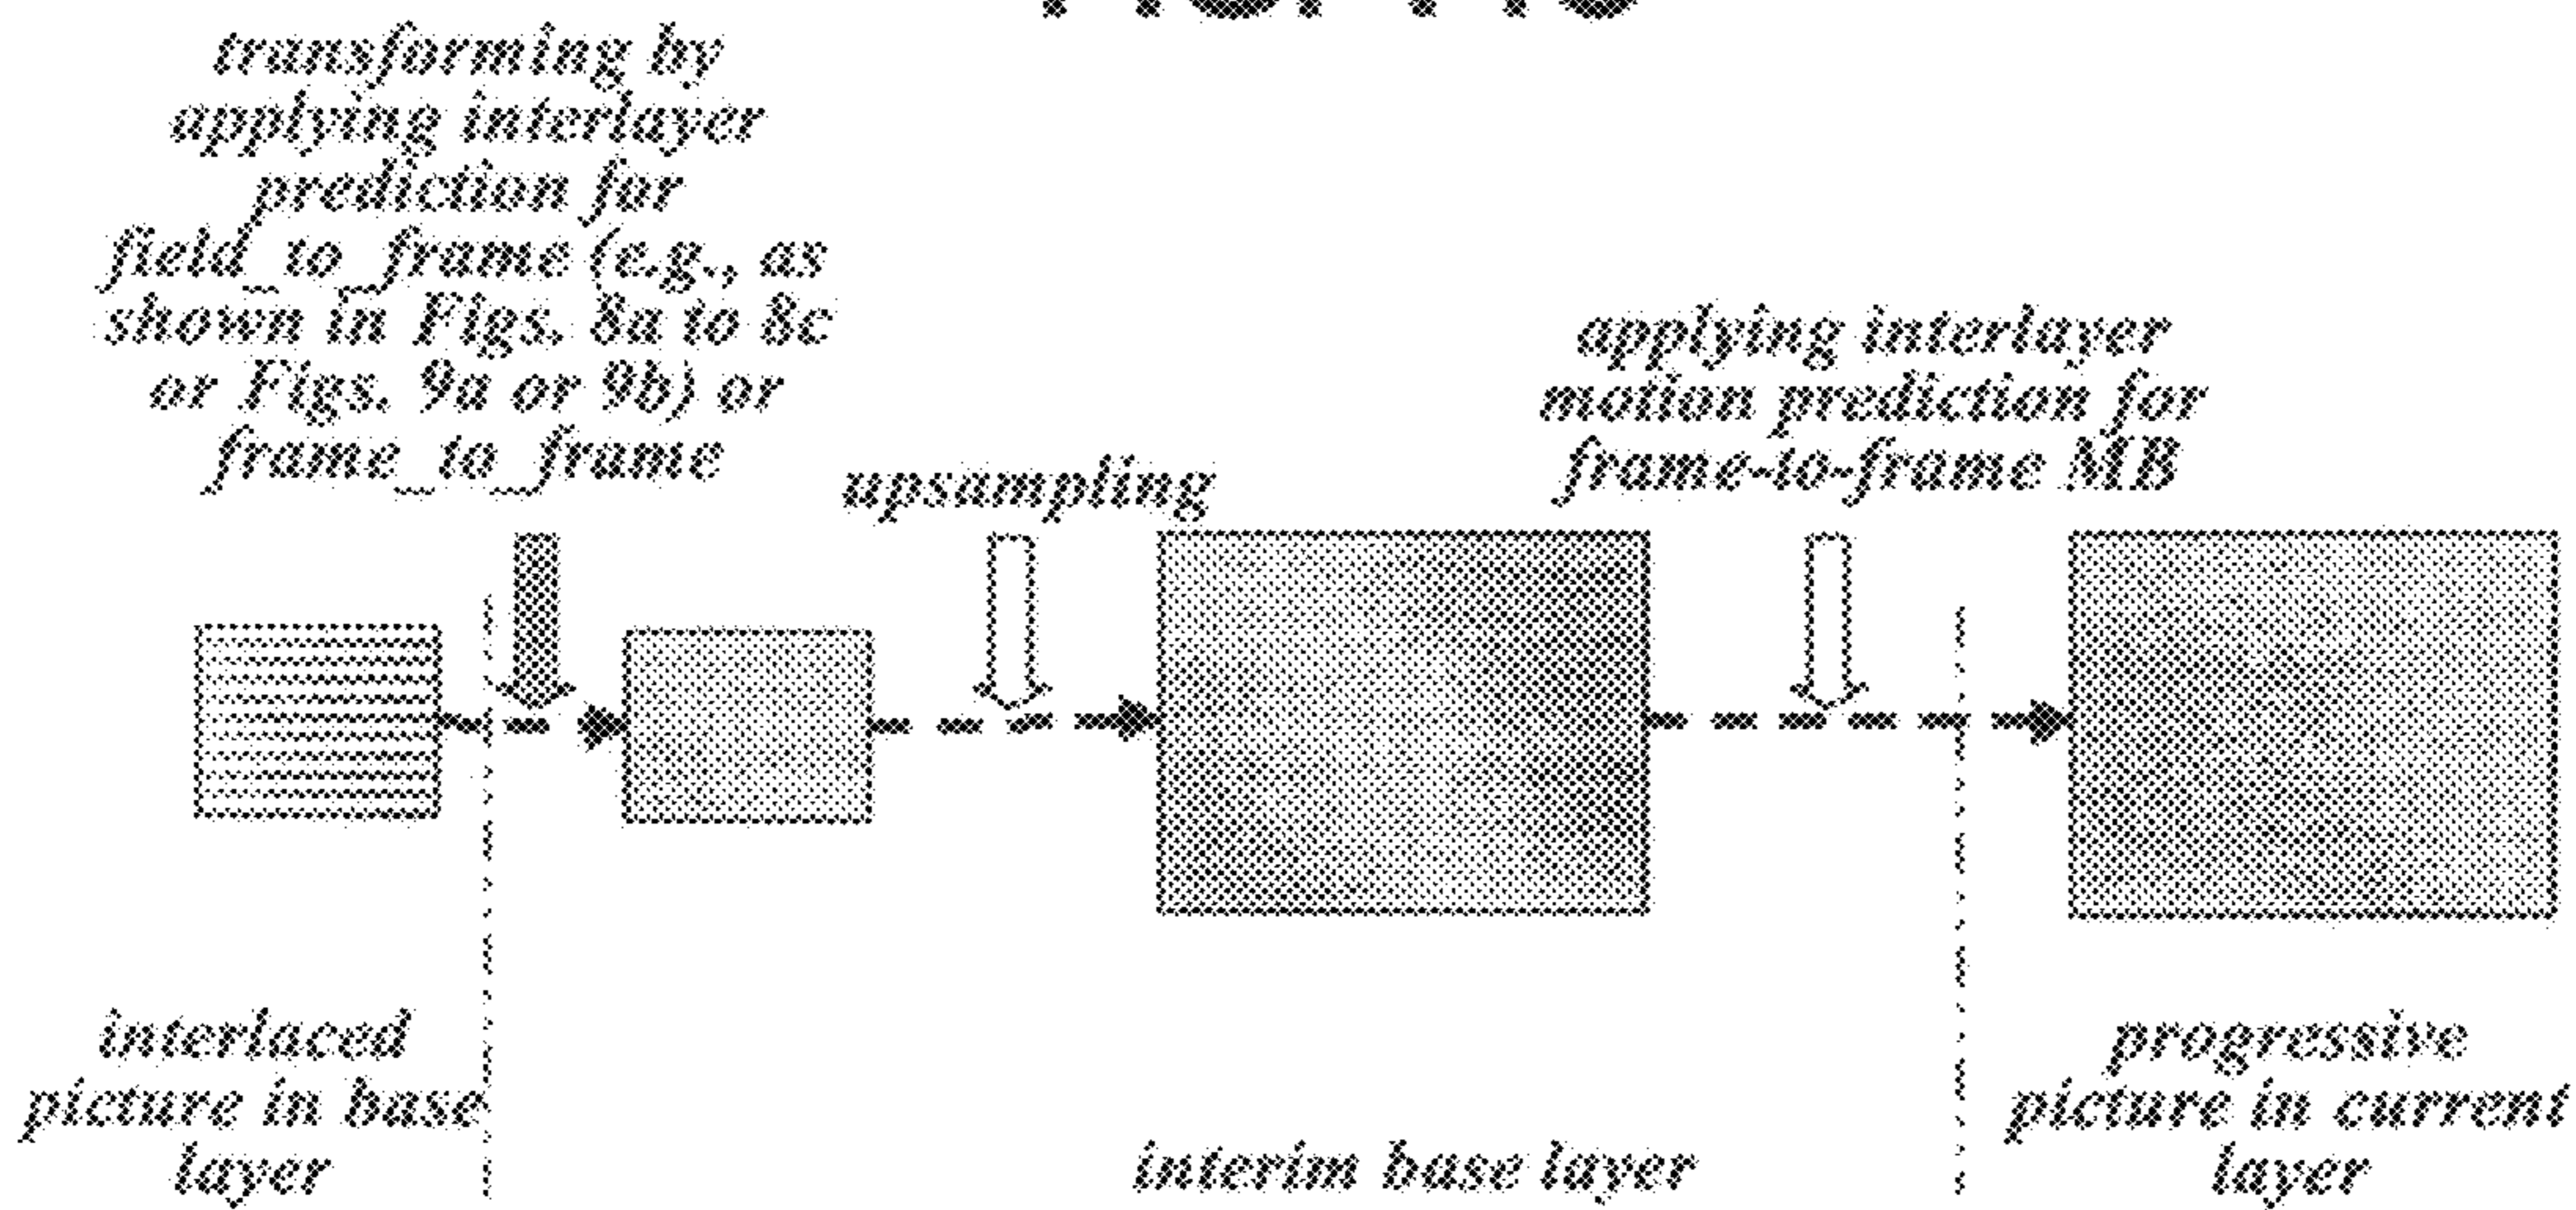 transforming by
applying interlayer
prediction for
field_to_frame (e.g., as
shown in Figs. 8a to 8c
or Figs. 9a or 9b) or
frame_to_frame
upsampling
applying interlayer
motion prediction for
frame-to-frame MB
interlaced
picture in base
layer
interim base layer
progressive
picture in current
layer